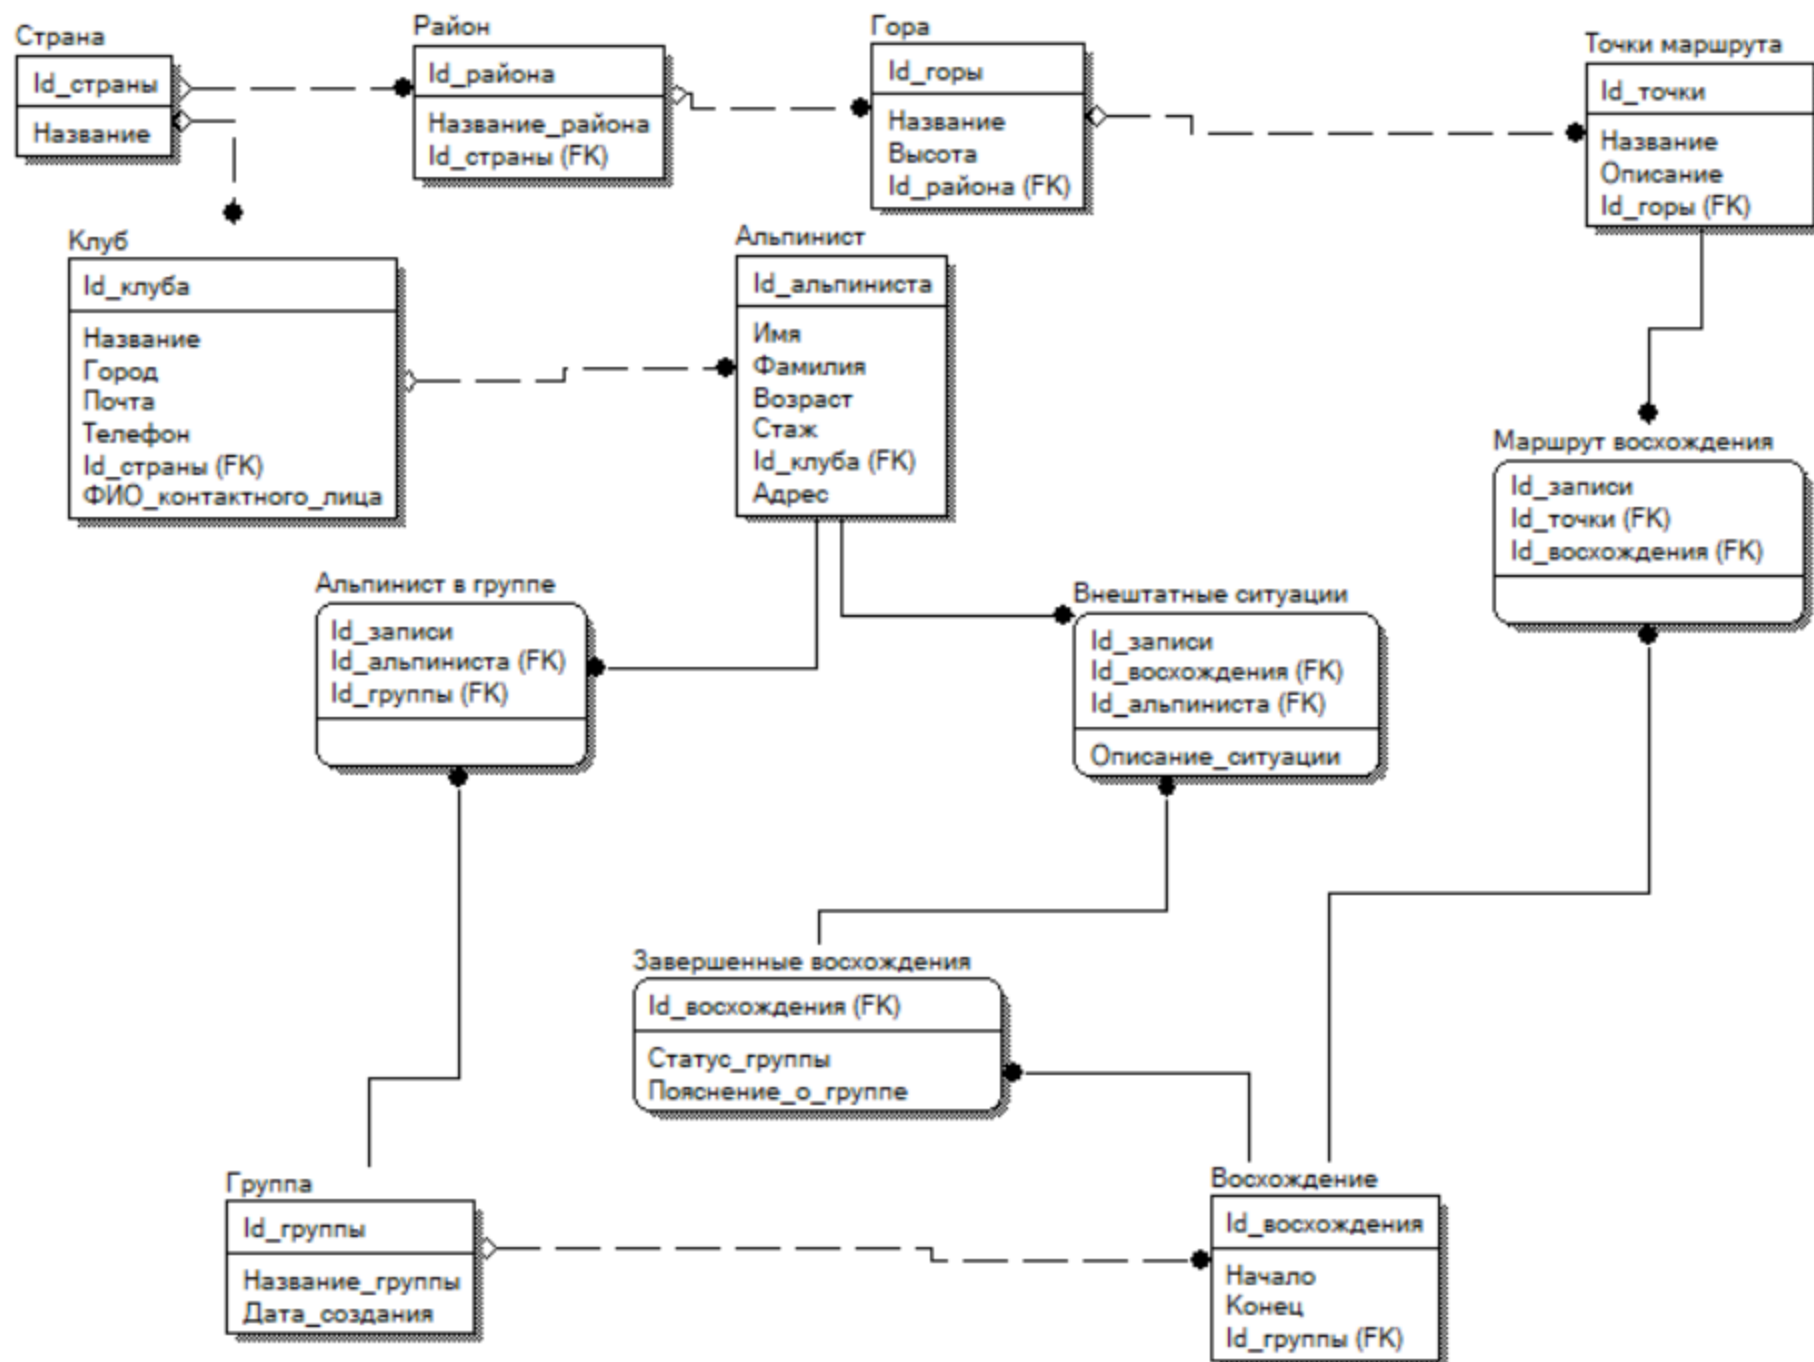 Страна
Id_страны
Название
Район
Id_района
Название_района
Id_страны (FK)
Гора
Id_горы
Название
Высота
Id_района (FK)
Точки маршрута
Id_точки
Название
Описание
Id_горы (FK)
Клуб
Id_клуба
Название
Город
Почта
Телефон
Id_страны (FK)
ФИО_контактного_лица
Альпинист
Id_альпиниста
Имя
Фамилия
Возраст
Стаж
Id_клуба (FK)
Адрес
Маршрут восхождения
Id_записи
Id_точки (FK)
Id_восхождения (FK)
Альпинист в группе
Id_записи
Id_альпиниста (FK)
Id_группы (FK)
Внештатные ситуации
Id_записи
Id_восхождения (FK)
Id_альпиниста (FK)
Описание_ситуации
Завершенные восхождения
Id_восхождения (FK)
Статус_группы
Пояснение_о_группе
Группа
Id_группы
Название_группы
Дата_создания
Восхождение
Id_восхождения
Начало
Конец
Id_группы (FK)